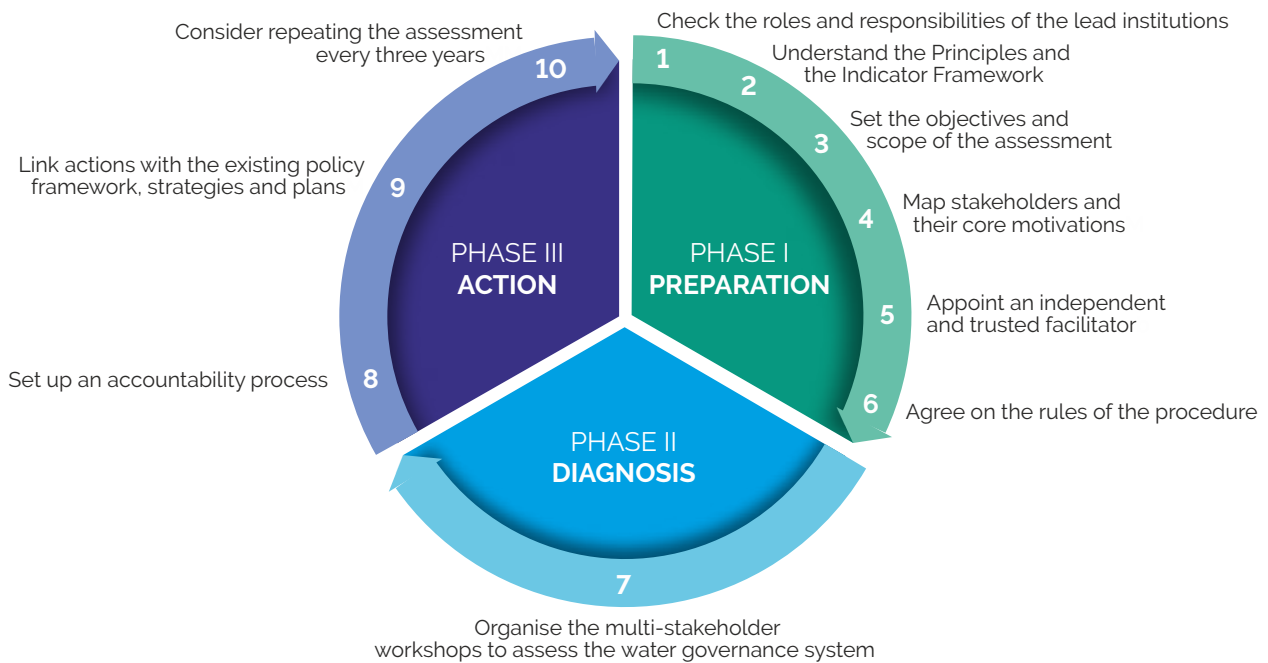 1
Check the roles and responsibilities of the lead institutions
2
Understand the Principles and
the Indicator Framework
3
Set the objectives and
scope of the assessment
4
Map stakeholders and
their core motivations
5
Appoint an independent
and trusted facilitator
6
Agree on the rules of the procedure
PHASE I
PREPARATION
PHASE II
DIAGNOSIS
7
Organise the multi-stakeholder
workshops to assess the water governance system
PHASE III
ACTION
8
Set up an accountability process
9
Link actions with the existing policy
framework, strategies and plans
10
Consider repeating the assessment
every three years